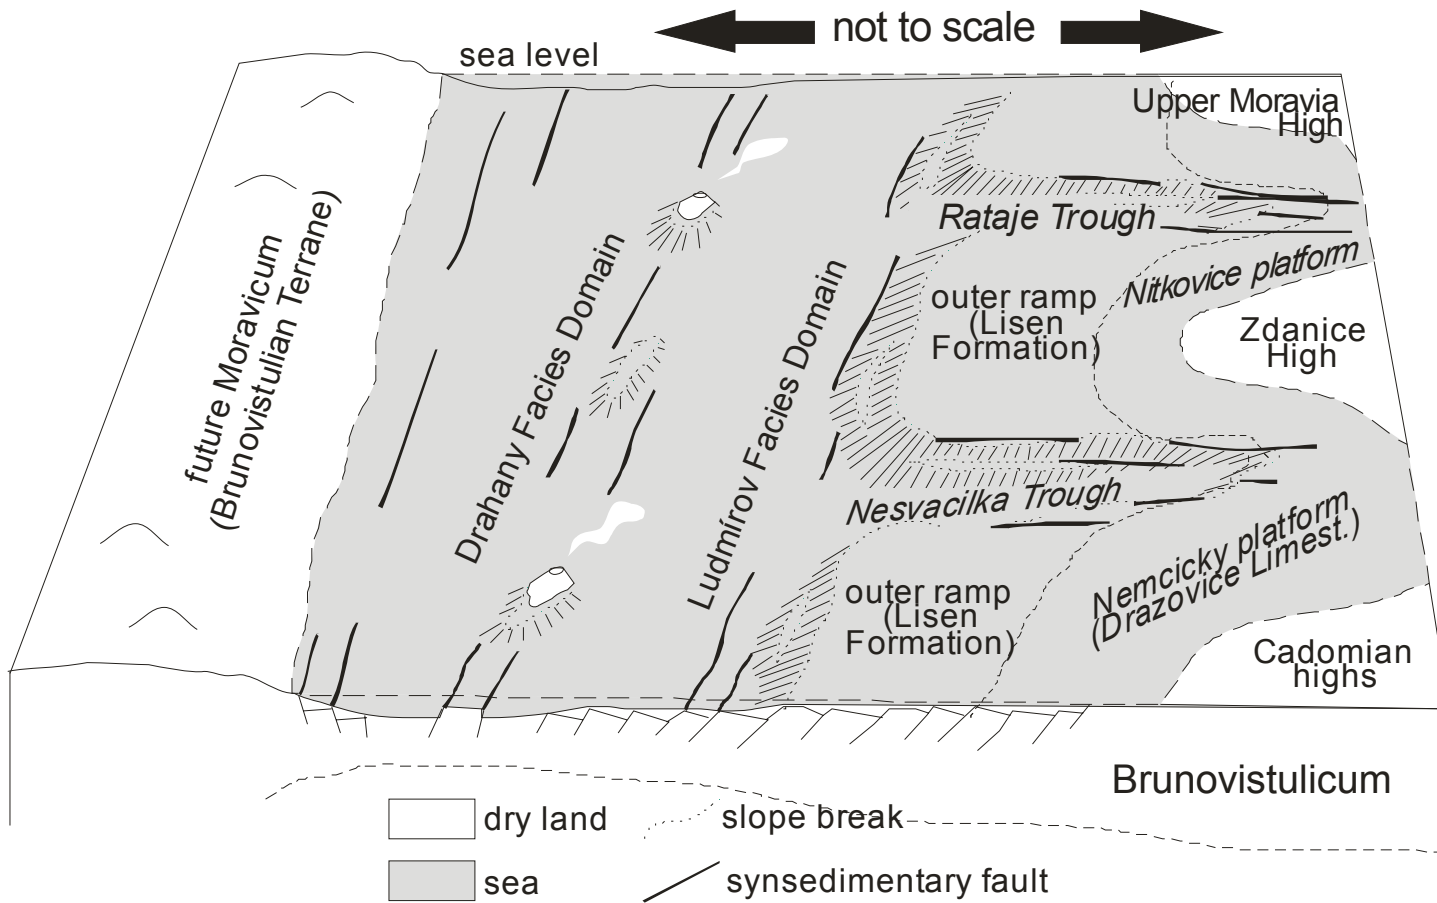 not to scale
sea level
Upper Moravia
High
Rataje Trough
Nitkovice platform
outer ramp
(Lisen
Formation)
Zdanice
High
future Moravicum
(Brunovistulian Terrane)
Drahany Facies Domain
Ludmírov Facies Domain
Nesvacilka Trough
Nemcicky platform
(Drazovice Limest.)
outer ramp
(Lisen
Formation)
Cadomian
highs
Brunovistulicum
dry land
slope break
sea
synsedimentary fault